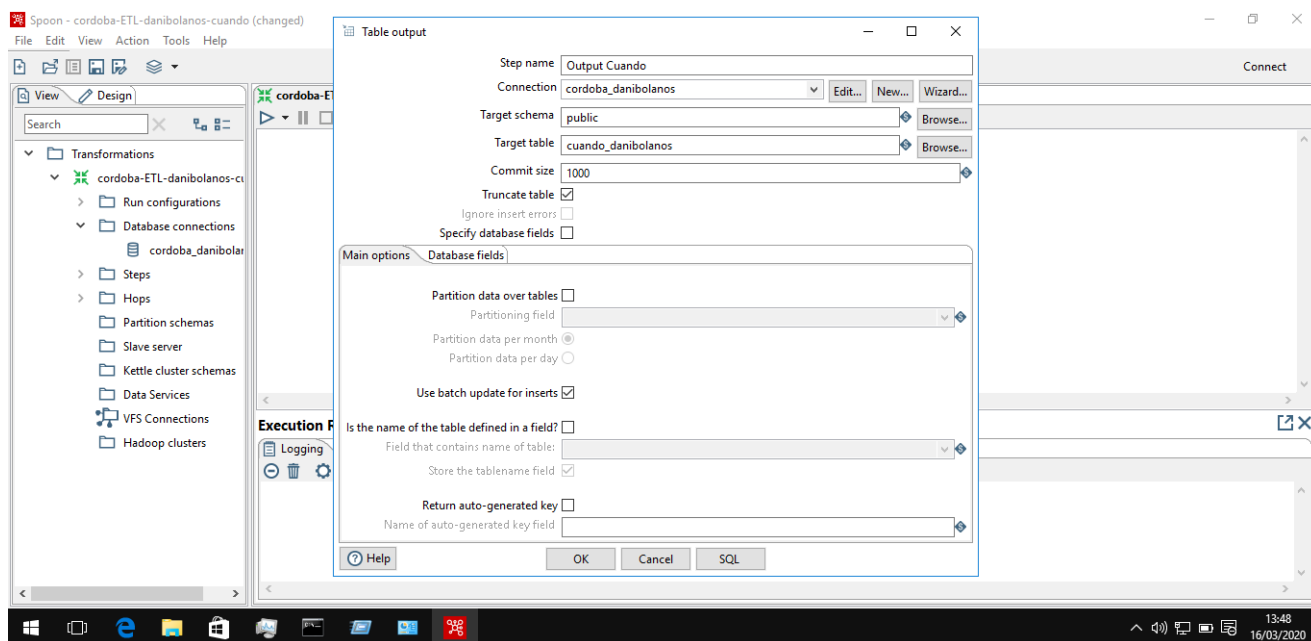 Spoon - cordoba-ETL-danibolanos-cuando (changed)
File Edit View Action Tools Help
Connect
View Design
Search
Transformations
cordoba-ETL-danibolanos-cu
Run configurations
Database connections
cordoba_danibolar
Steps
Hops
Partition schemas
Slave server
Kettle cluster schemas
Data Services
VFS Connections
Hadoop clusters
cordoba-ET
Execution R
Logging
Table output
Step name Output Cuando
Connection cordoba_danibolanos Edit... New... Wizard...
Target schema public Browse...
Target table cuando_danibolanos Browse...
Commit size 1000
Truncate table
Ignore insert errors
Specify database fields
Main options Database fields
Partition data over tables
Partitioning field
Partition data per month
Partition data per day
Use batch update for inserts
Is the name of the table defined in a field?
Field that contains name of table:
Store the tablename field
Return auto-generated key
Name of auto-generated key field
Help OK Cancel SQL
13:48
16/03/2020